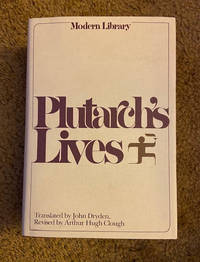 Modern Library
Plutarch's
Lives
Translated by John Dryden,
Revised by Arthur Hugh Clough